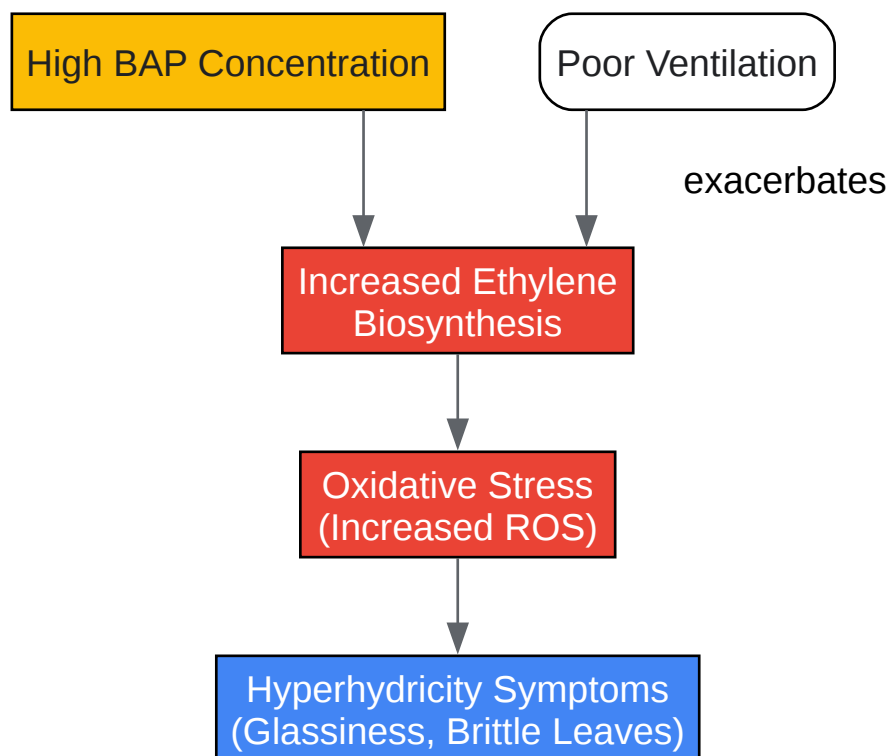 High BAP Concentration
Poor Ventilation
exacerbates
Increased Ethylene
Biosynthesis
Oxidative Stress
(Increased ROS)
Hyperhydricity Symptoms
(Glassiness, Brittle Leaves)